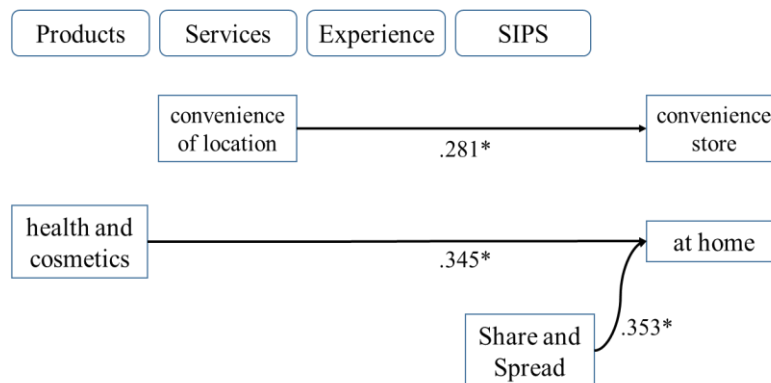 Products Services Experience SIPS
convenience
of location
convenience
store
.281*
health and
cosmetics
at home
.345*
.353*
Share and
Spread